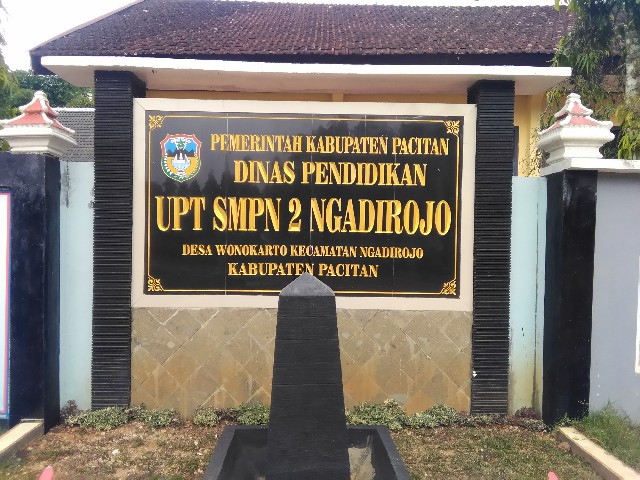 PEMERINTAH KABUPATEN PACITAN
DINAS PENDIDIKAN
UPT SMPN 2 NGADIROJO
DESA WONOKARTO KECAMATAN NGADIROJO
KABUPATEN PACITAN